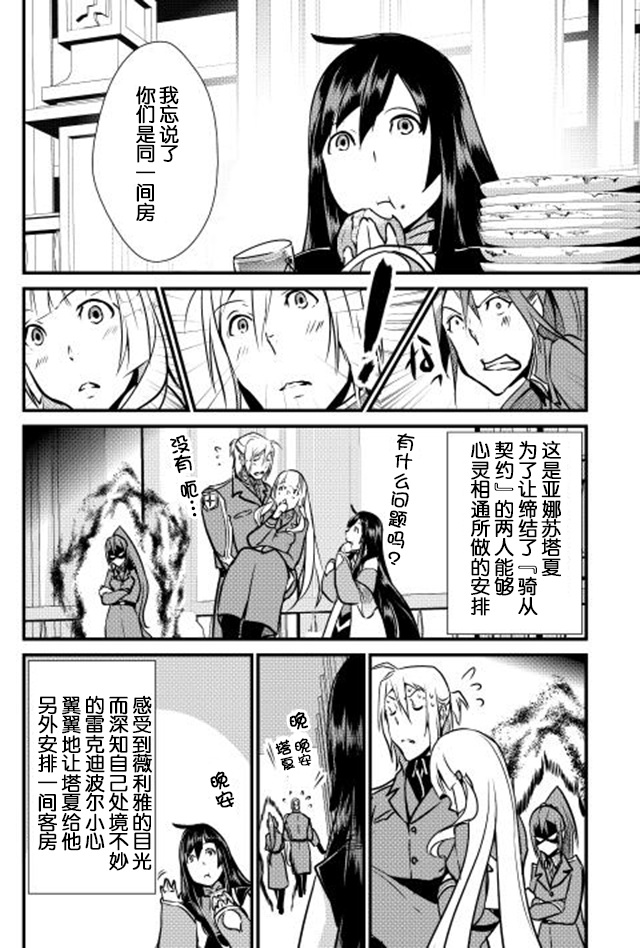 我忘说了
你们是同一间房
这是亚娜苏塔夏
为了让缔结了『骑从
契约』的两人能够
心灵相通所做的安排
有什么问题吗？
没有 呃…
晚安
晚安
塔夏
晚安
感受到薇利雅的目光
而深知自己处境不妙
的雷克迪波尔小心
翼翼地让塔夏给他
另外安排一间客房